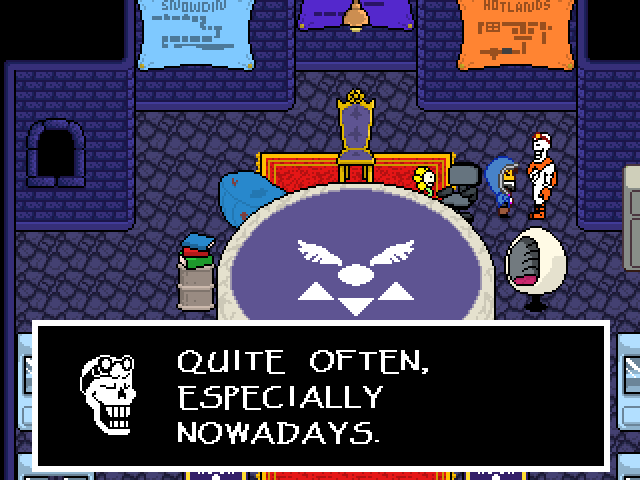 SNOWDIN
HOTLANDS
QUITE OFTEN,
ESPECIALLY
NOWADAYS.